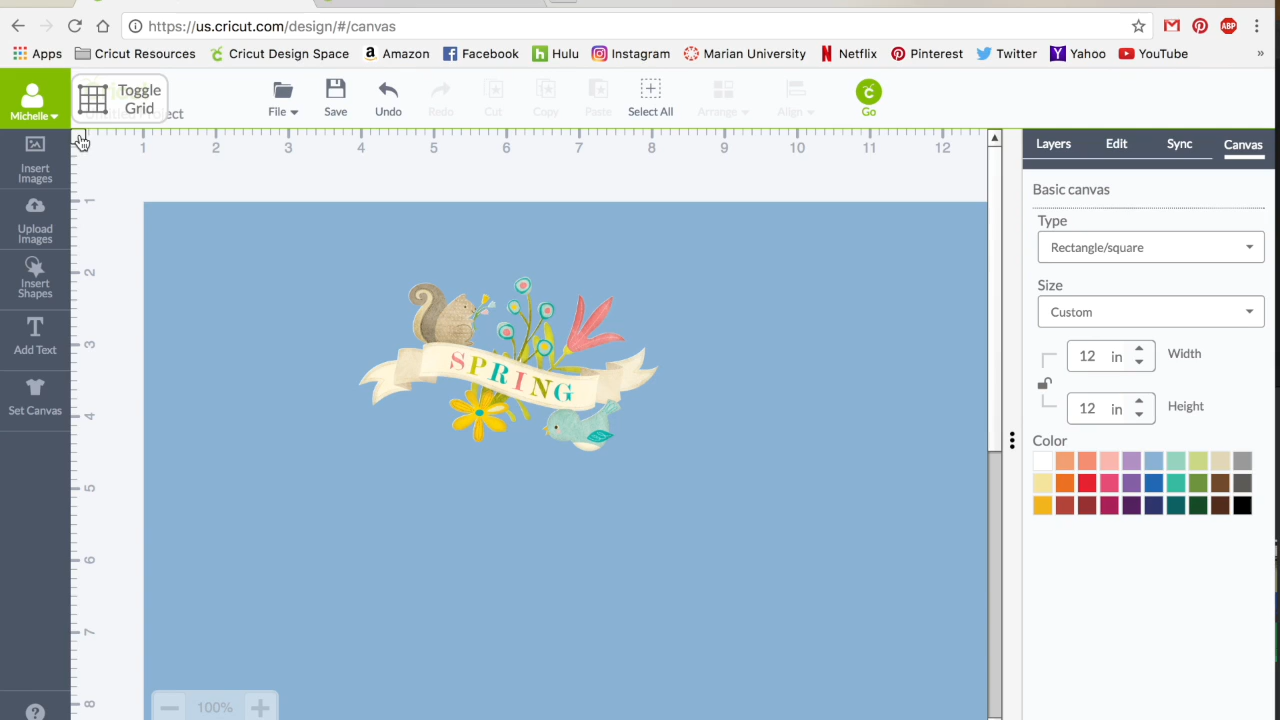 https://us.cricut.com/design/#/canvas
ABP
Apps Cricut Resources Cricut Design Space Amazon Facebook Hulu Instagram Marian University Netflix Pinterest Twitter Yahoo YouTube »
Michelle
Toggle
Grid
File Save Undo Redo Cut Copy Paste Select All Arrange Align Go
1 2 3 4 5 6 7 8 9 10 11 12
Layers Edit Sync Canvas
Insert
Images
Upload
Images
Insert
Shapes
Add Text
Set Canvas
?
1
2
3
4
5
6
7
8
SPRING
100%
Basic canvas
Type
Rectangle/square
Size
Custom
12 in Width
12 in Height
Color